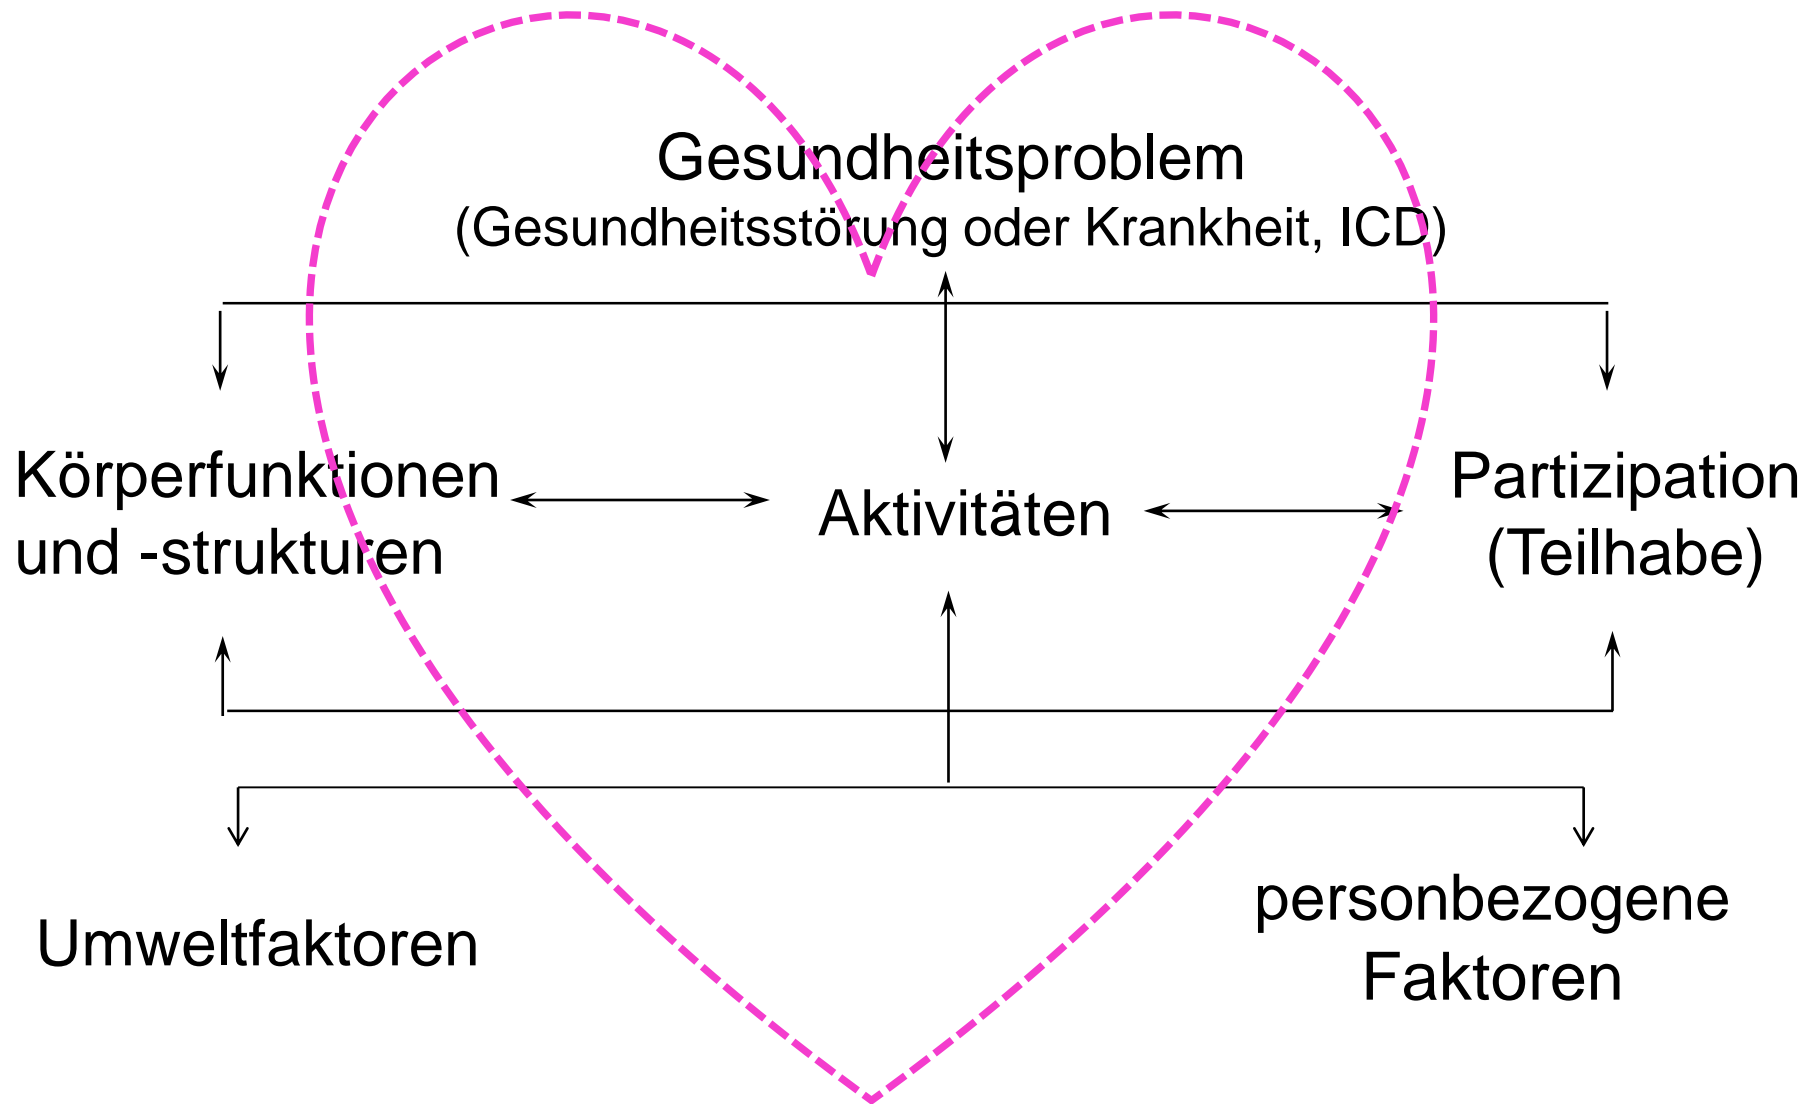 Gesundheitsproblem
(Gesundheitsstörung oder Krankheit, ICD)
Körperfunktionen
und -strukturen
Aktivitäten
Partizipation
(Teilhabe)
Umweltfaktoren
personbezogene
Faktoren